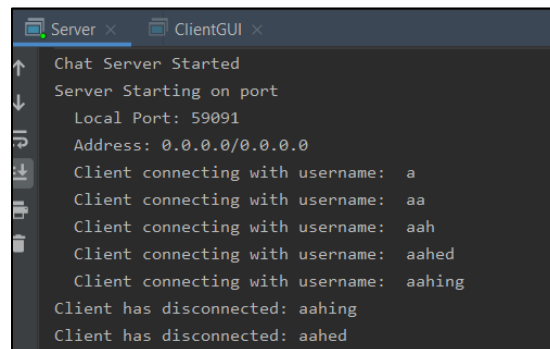 Server ClientGUI
Chat Server Started
Server Starting on port
Local Port: 59091
Address: 0.0.0.0/0.0.0.0
Client connecting with username: a
Client connecting with username: aa
Client connecting with username: aah
Client connecting with username: aahed
Client connecting with username: aahing
Client has disconnected: aahing
Client has disconnected: aahed